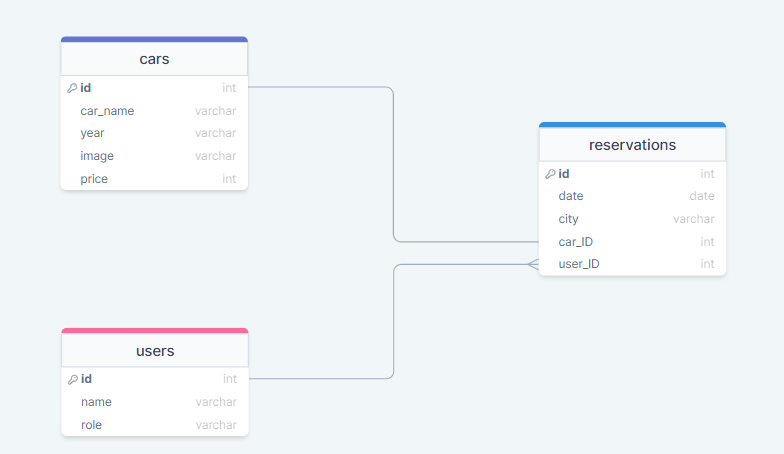 cars
id int
car_name varchar
year varchar
image varchar
price int
reservations
id int
date date
city varchar
car_ID int
user_ID int
users
id int
name varchar
role varchar